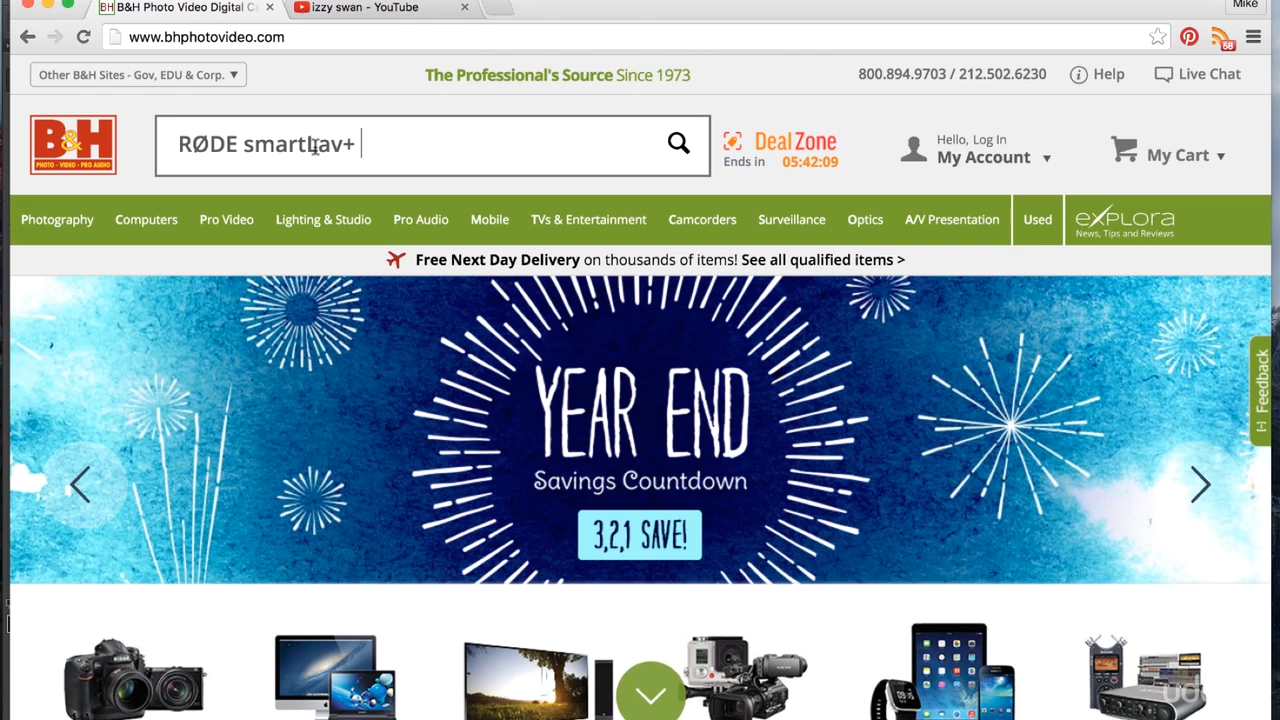 B&H Photo Video Digital Ca
izzy swan - YouTube
Mike
www.bhphotovideo.com
58
Other B&H Sites - Gov, EDU & Corp. ▼
The Professional's Source Since 1973
800.894.9703 / 212.502.6230
Help
Live Chat
B&H
PHOTO - VIDEO - PRO AUDIO
RØDE smartLav+
DealZone
Ends in 05:42:09
Hello, Log In
My Account ▼
My Cart ▼
Photography Computers Pro Video Lighting & Studio Pro Audio Mobile TVs & Entertainment Camcorders Surveillance Optics A/V Presentation Used
eXplora
News, Tips and Reviews
Free Next Day Delivery on thousands of items! See all qualified items >
YEAR END
Savings Countdown
3,2,1 SAVE!
[-] Feedback